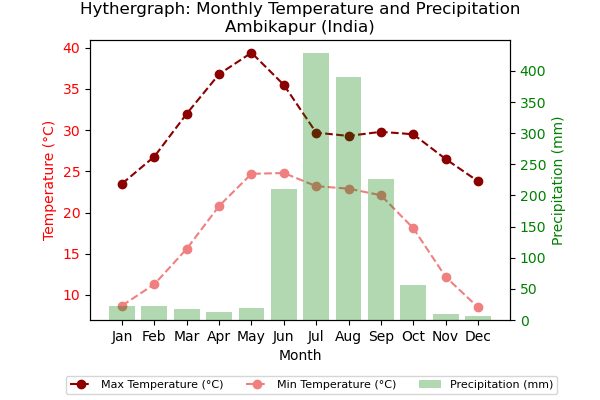 Hythergraph: Monthly Temperature and Precipitation
Ambikapur (India)
Temperature (°C)
40
35
30
25
20
15
10
400
350
300
250
200
150
100
50
0
Precipitation (mm)
Jan Feb Mar Apr May Jun Jul Aug Sep Oct Nov Dec
Month
Max Temperature (°C) Min Temperature (°C) Precipitation (mm)